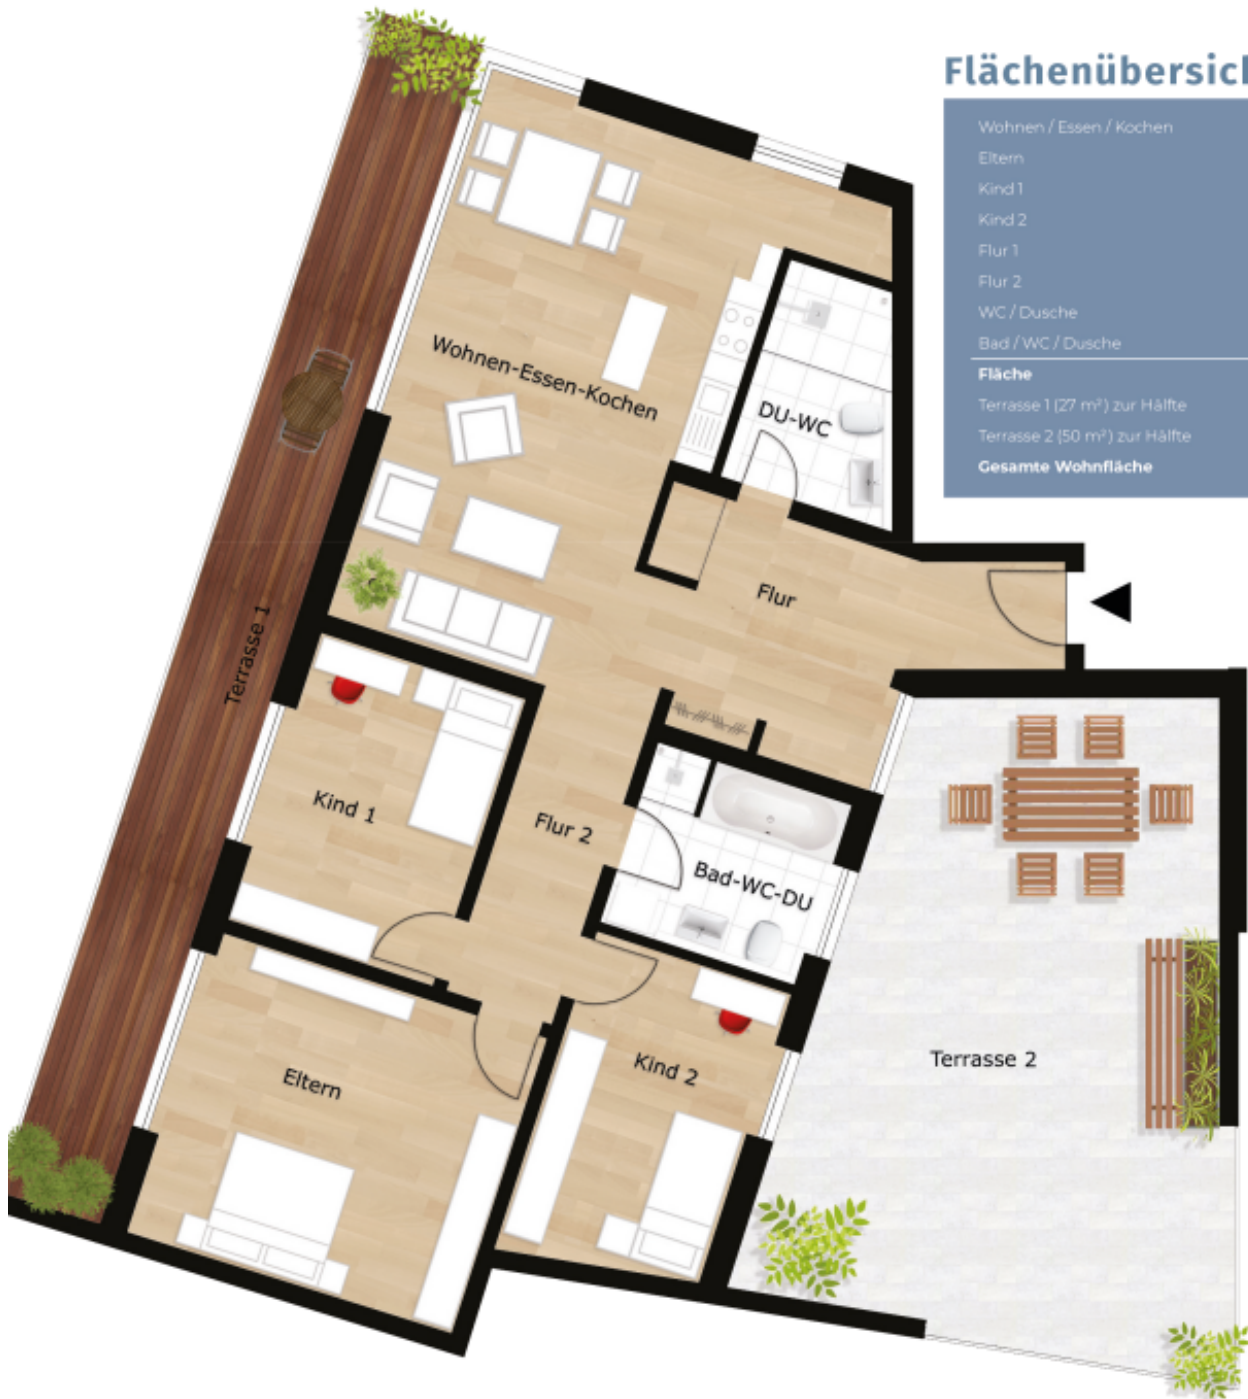 Flächenübersich
Wohnen / Essen / Kochen
Eltern
Kind 1
Kind 2
Flur 1
Flur 2
WC / Dusche
Bad / WC / Dusche
Fläche
Terrasse 1 (27 m²) zur Hälfte
Terrasse 2 (50 m²) zur Hälfte
Gesamte Wohnfläche
Wohnen-Essen-Kochen
DU-WC
Flur
Terrasse 1
Kind 1
Flur 2
Bad-WC-DU
Eltern
Kind 2
Terrasse 2